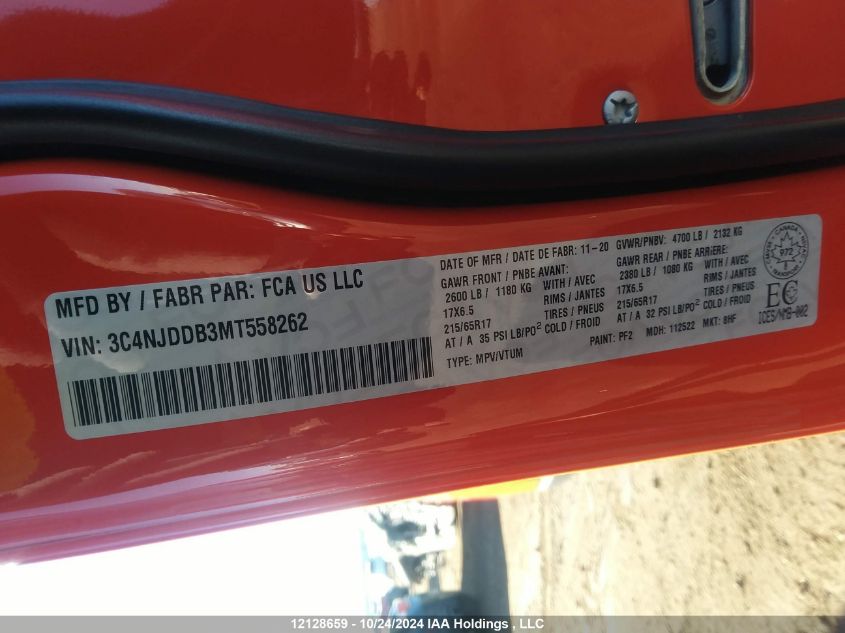 MFD BY / FABR PAR: FCA US LLC
VIN: 3C4NJDDB3MT558262
DATE OF MFR / DATE DE FABR: 11-20 GVWR/PNBV: 4700 LB / 2132 KG
GAWR FRONT / PNBE AVANT: GAWR REAR / PNBE ARRIERE:
2600 LB / 1180 KG WITH / AVEC 2380 LB / 1080 KG WITH / AVEC
17X6.5 RIMS / JANTES 17X6.5 RIMS / JANTES
215/65R17 TIRES / PNEUS 215/65R17 TIRES / PNEUS
AT / A 35 PSI LB/PO² COLD / FROID AT / A 32 PSI LB/PO² COLD / FROID
TYPE: MPV/VTUM PAINT: PF2 MDH: 112522 MKT: 8HF
CANADA
972
TRANSPORT
EC
ICES/NMB-002
12128659 - 10/24/2024 IAA Holdings , LLC